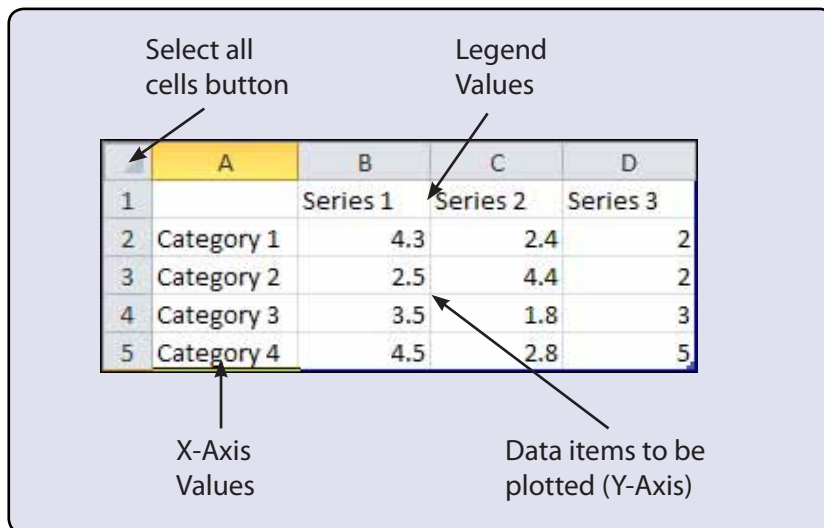 Select all
cells button
Legend
Values
A B C D
1 Series 1 Series 2 Series 3
2 Category 1 4.3 2.4 2
3 Category 2 2.5 4.4 2
4 Category 3 3.5 1.8 3
5 Category 4 4.5 2.8 5
X-Axis
Values
Data items to be
plotted (Y-Axis)